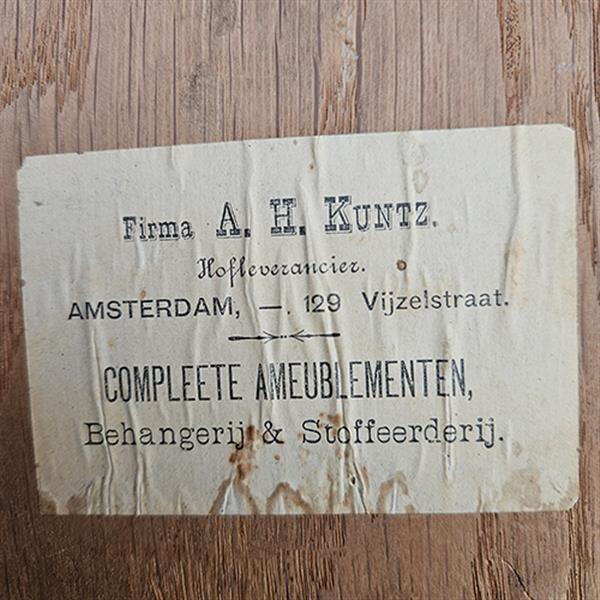 Firma A. H. KUNTZ.
Hofleverancier.
AMSTERDAM, —. 129 Vijzelstraat.
COMPLEETE AMEUBLEMENTEN,
Behangerij & Stoffeerderij.